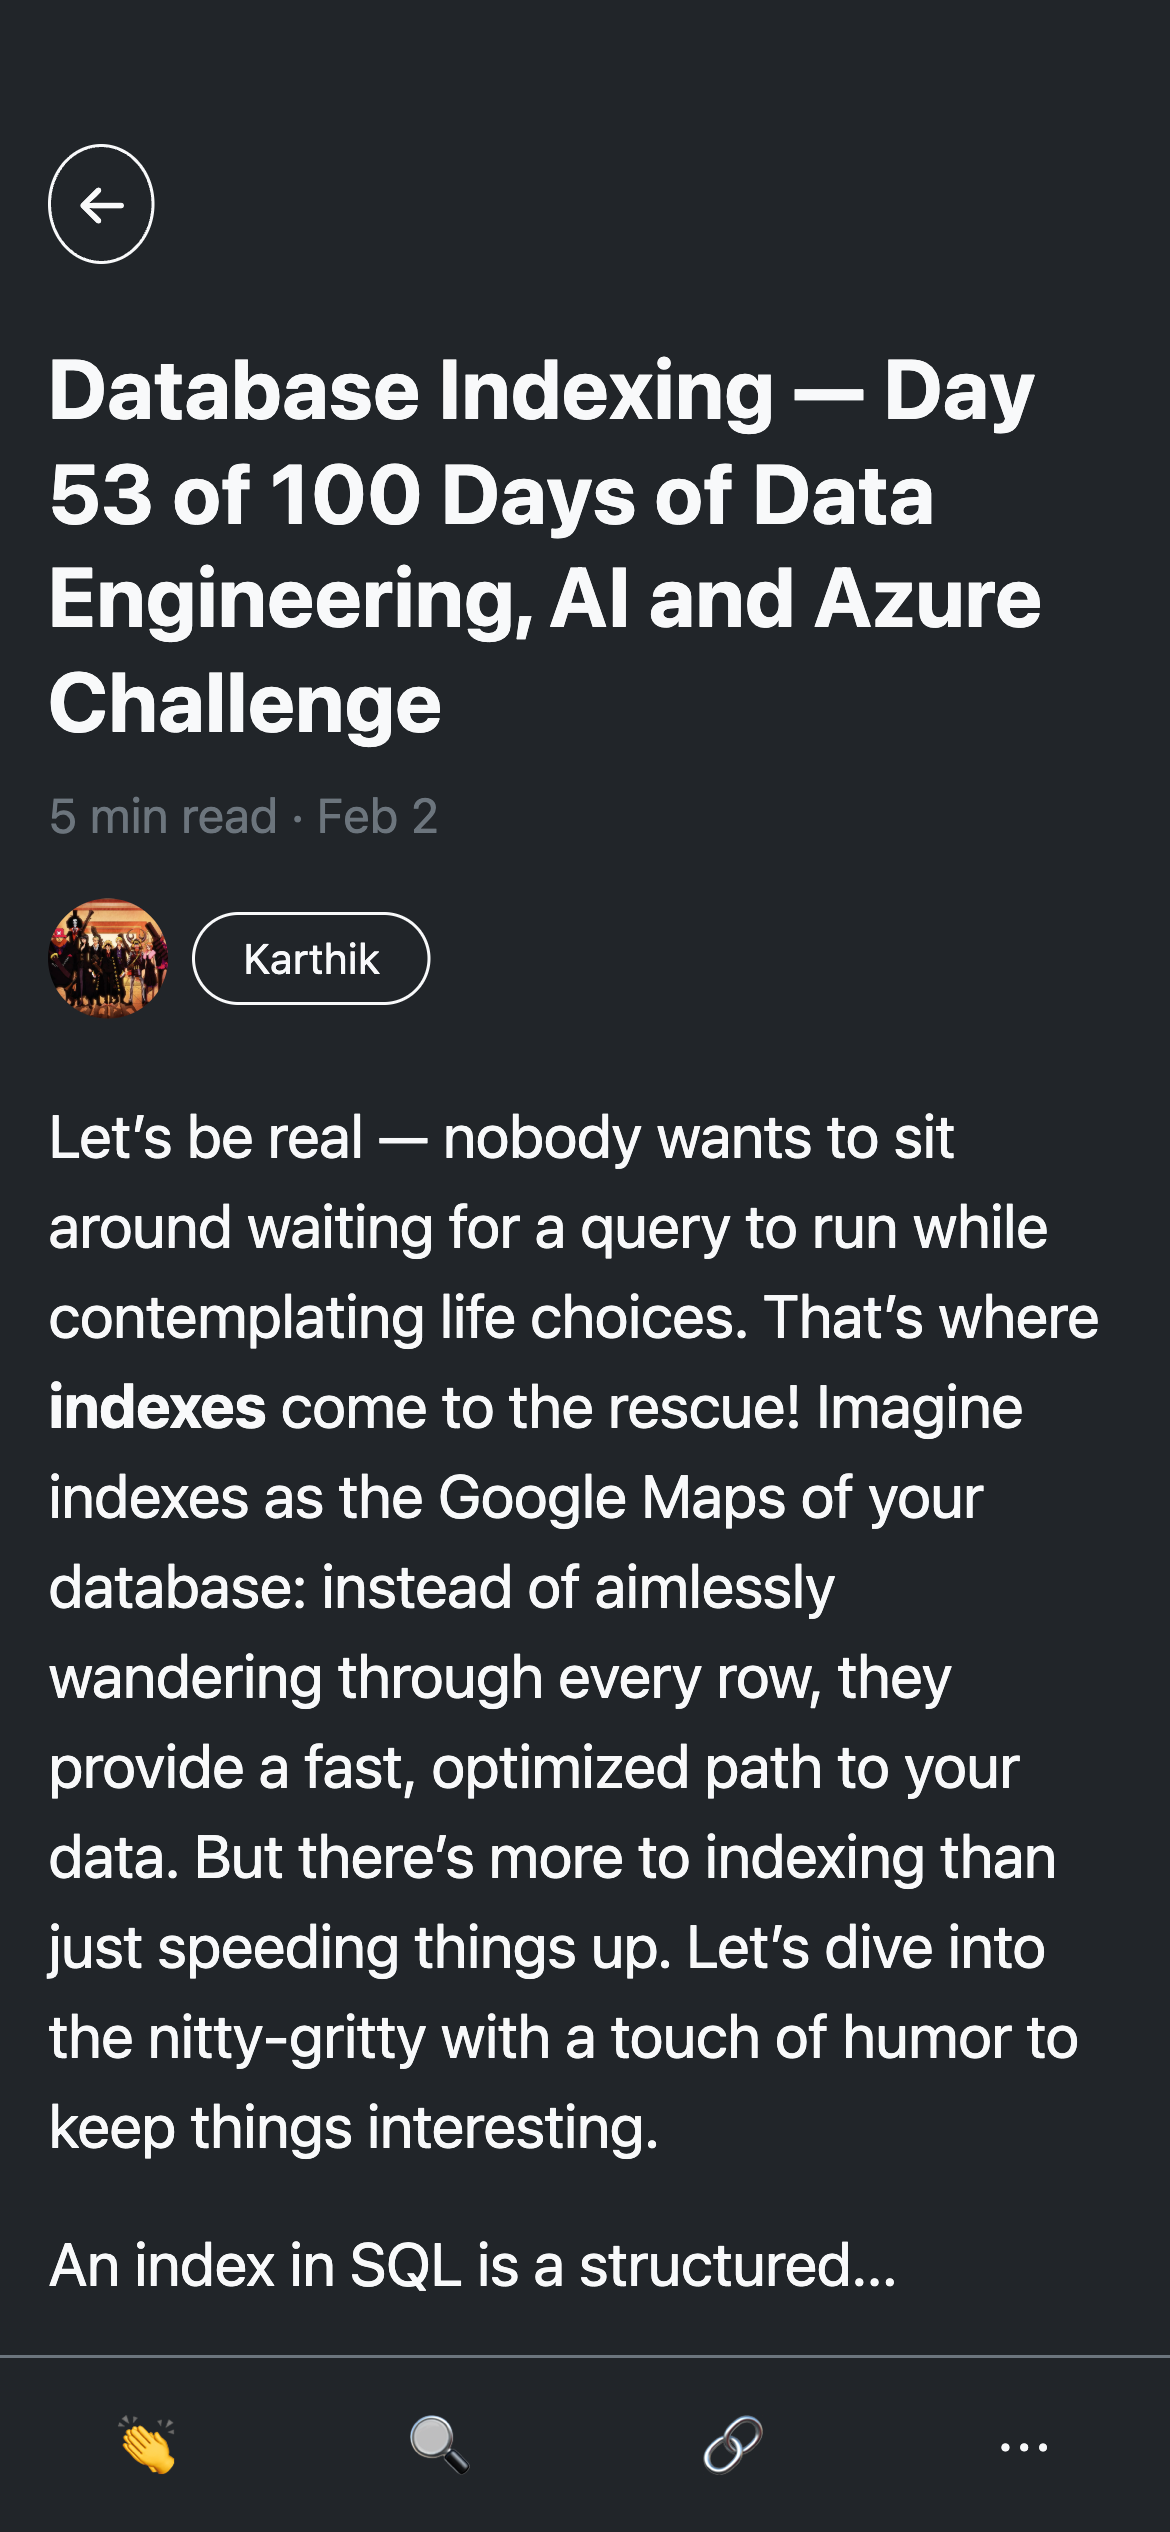 Database Indexing — Day
53 of 100 Days of Data
Engineering, AI and Azure
Challenge
5 min read · Feb 2
Karthik
Let’s be real — nobody wants to sit
around waiting for a query to run while
contemplating life choices. That’s where
indexes come to the rescue! Imagine
indexes as the Google Maps of your
database: instead of aimlessly
wandering through every row, they
provide a fast, optimized path to your
data. But there’s more to indexing than
just speeding things up. Let’s dive into
the nitty-gritty with a touch of humor to
keep things interesting.
An index in SQL is a structured...